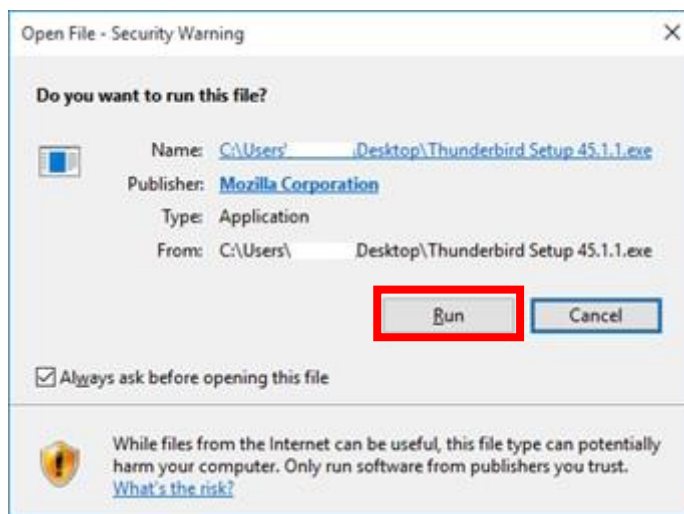 Open File - Security Warning
Do you want to run this file?
Name: C:\Users' .Desktop\Thunderbird Setup 45.1.1.exe
Publisher: Mozilla Corporation
Type: Application
From: C:\Users\ .Desktop\Thunderbird Setup 45.1.1.exe
Run Cancel
Always ask before opening this file
While files from the Internet can be useful, this file type can potentially
harm your computer. Only run software from publishers you trust.
What's the risk?